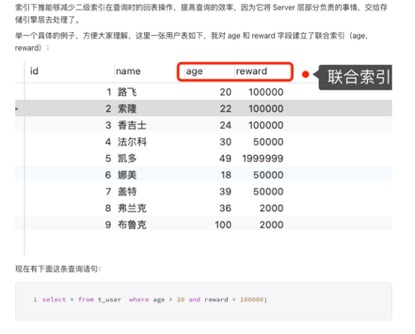 索引下推能够减少二级索引在查询时的回表操作，提高查询的效率，因为它将 Server 层部分负责的事情，交给存储引擎层去处理了。
举一个具体的例子，方便大家理解，这里一张用户表如下，我对 age 和 reward 字段建立了联合索引（age，reward）：
id name age reward
联合索引
1 路飞 20 100000
2 索隆 22 100000
3 香吉士 24 100000
4 法尔科 30 50000
5 凯多 49 1999999
6 娜美 18 50000
7 盖特 39 50000
8 弗兰克 36 2000
9 布鲁克 100 2000
现在有下面这条查询语句：
1 select * from t_user where age > 20 and reward = 100000;